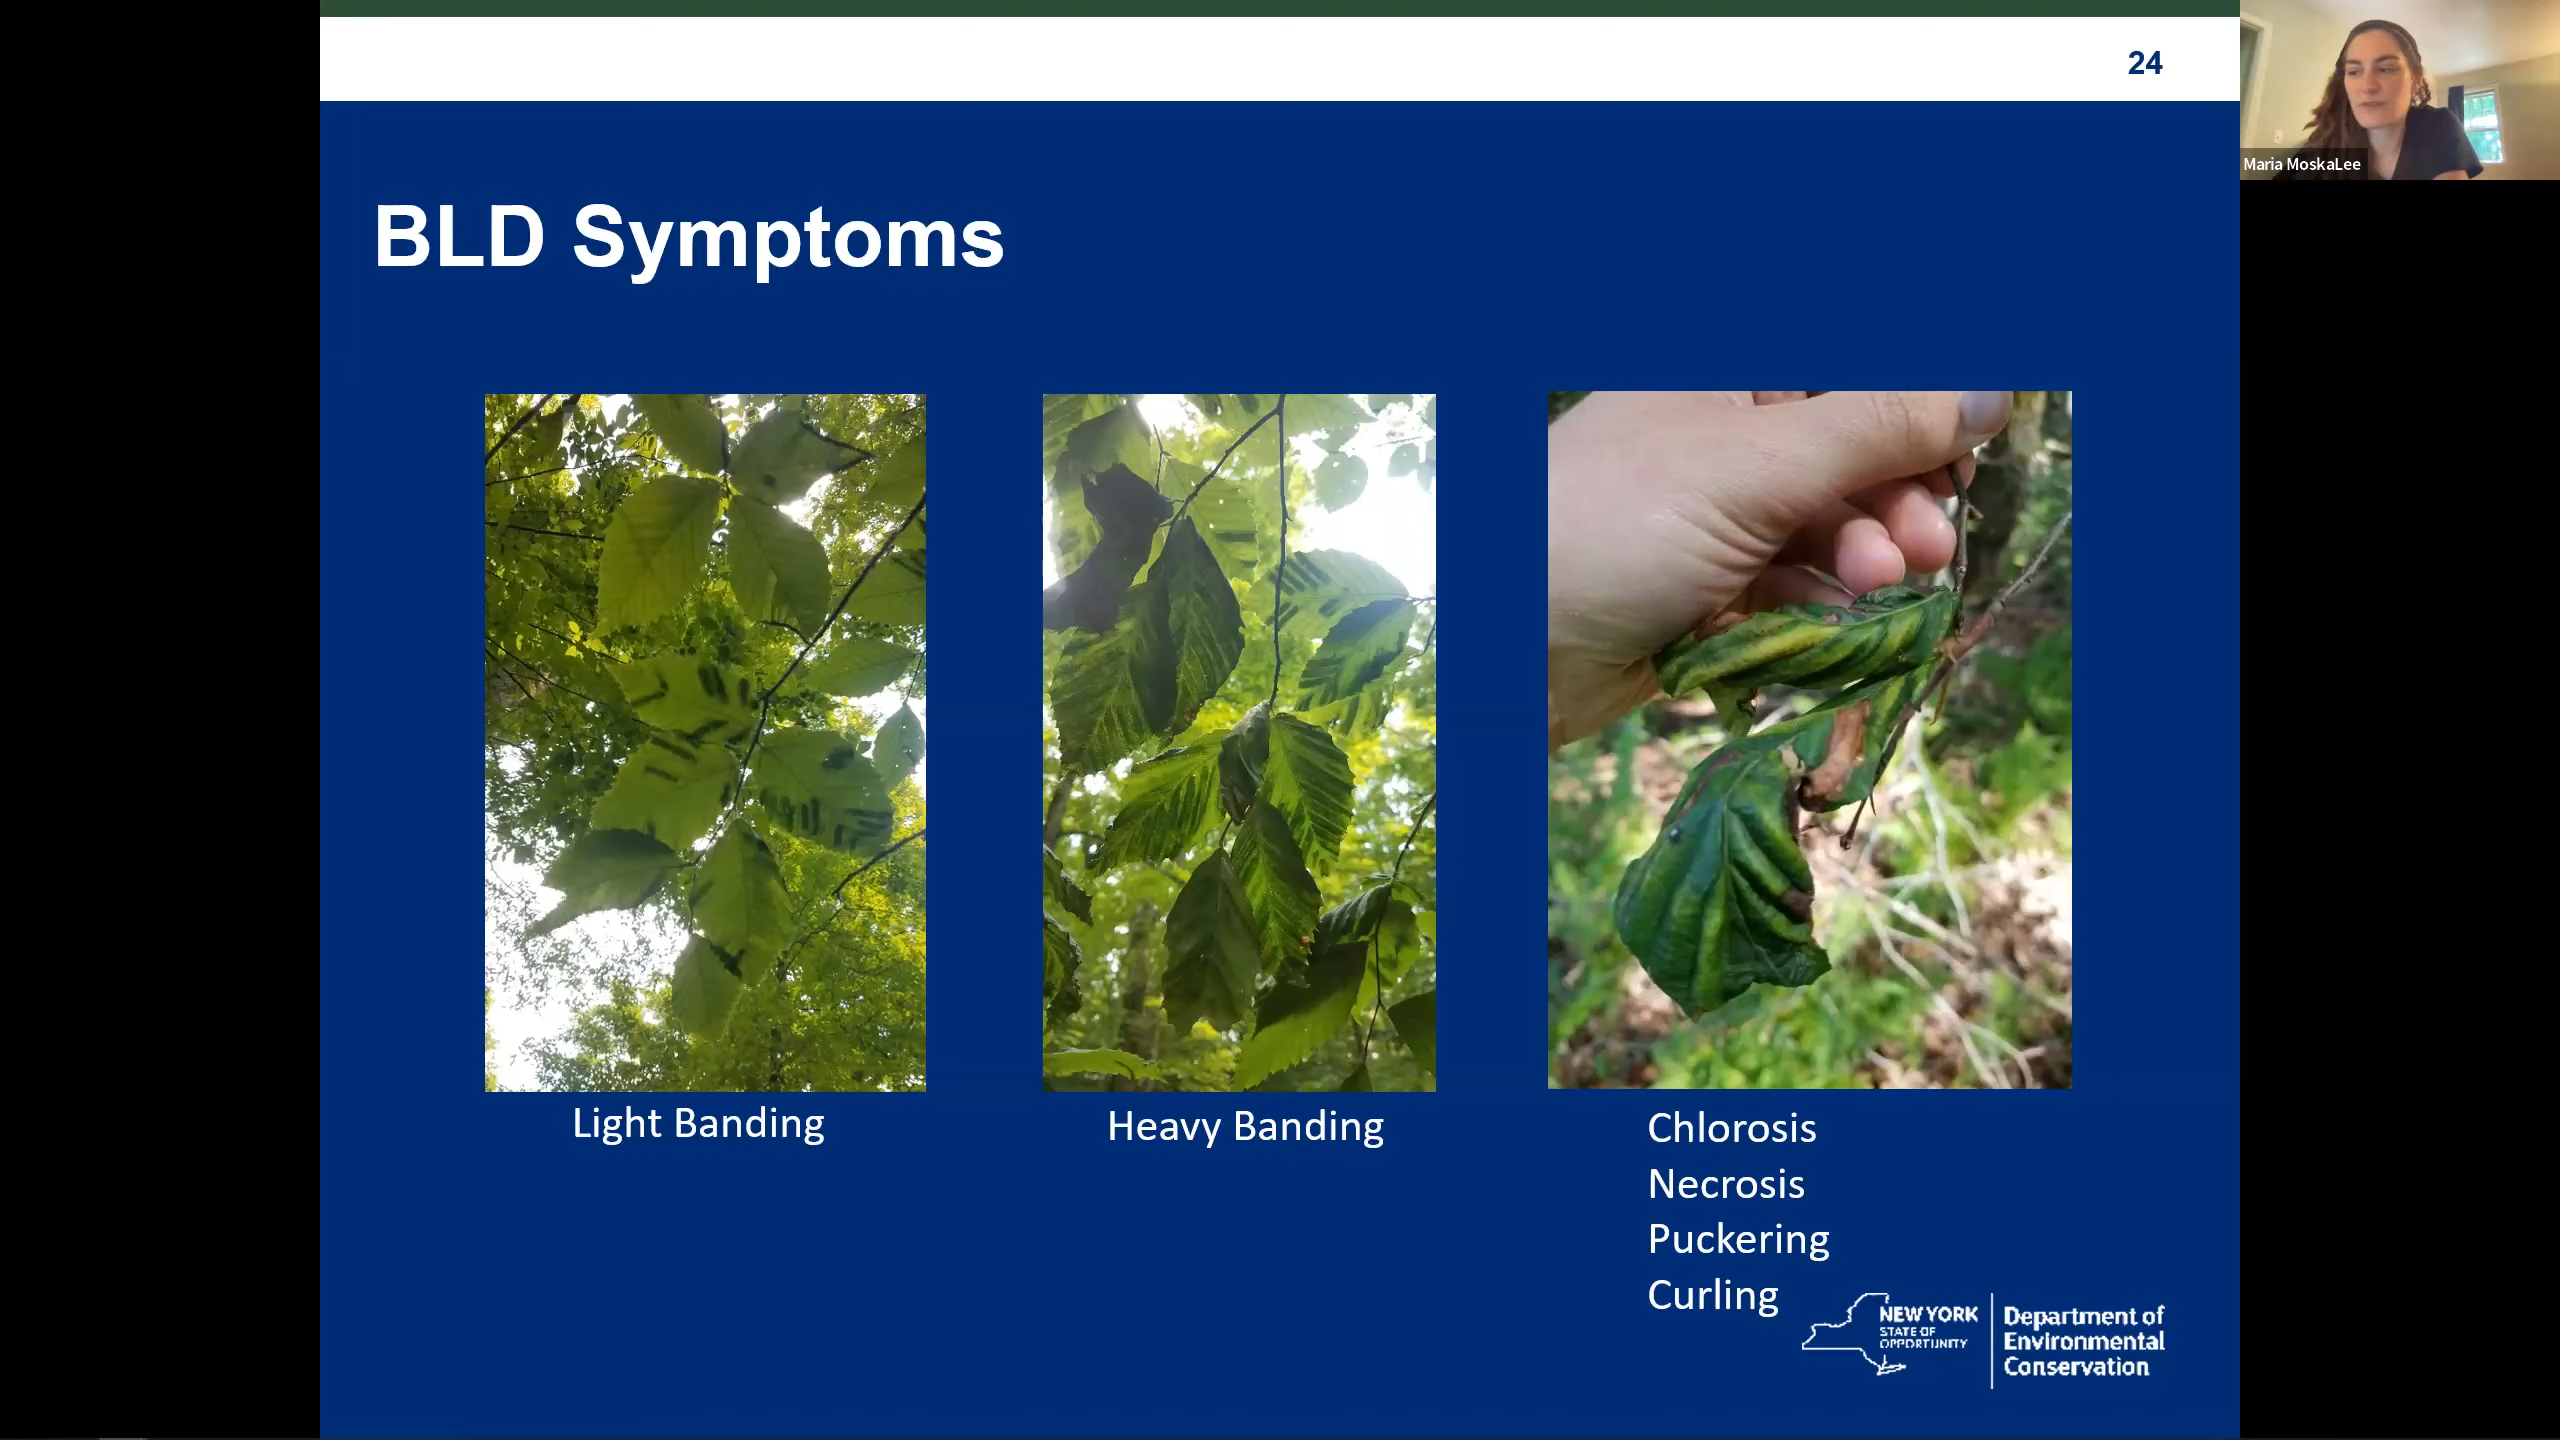 24
Maria MoskaLee
BLD Symptoms
Light Banding
Heavy Banding
Chlorosis
Necrosis
Puckering
Curling
NEW YORK
STATE OF
OPPORTUNITY
Department of
Environmental
Conservation